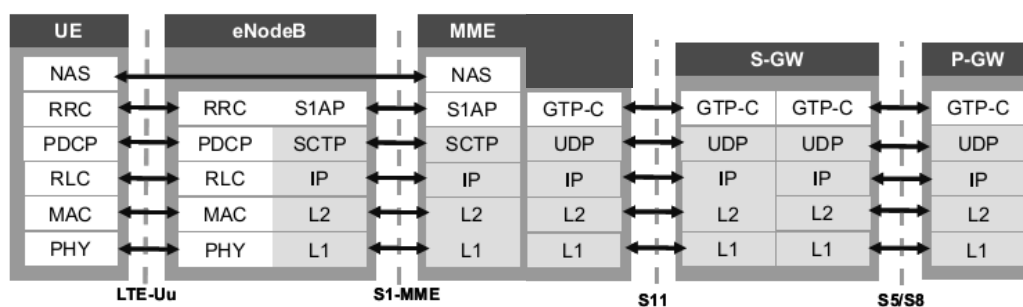 UE eNodeB MME
S-GW P-GW
NAS NAS
RRC RRC S1AP S1AP GTP-C GTP-C GTP-C GTP-C
PDCP PDCP SCTP SCTP UDP UDP UDP UDP
RLC RLC IP IP IP IP IP IP
MAC MAC L2 L2 L2 L2 L2 L2
PHY PHY L1 L1 L1 L1 L1 L1
LTE-Uu S1-MME S11 S5/S8